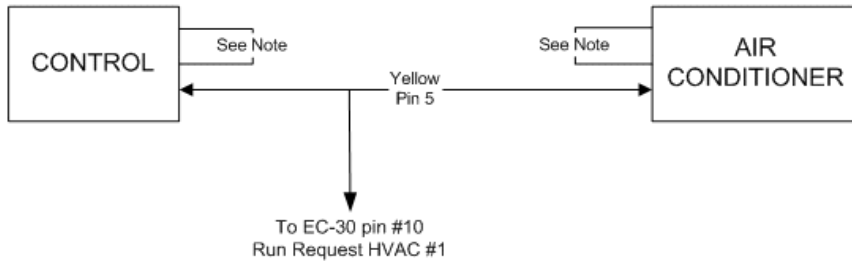 CONTROL
See Note
Yellow
Pin 5
See Note
AIR
CONDITIONER
To EC-30 pin #10
Run Request HVAC #1